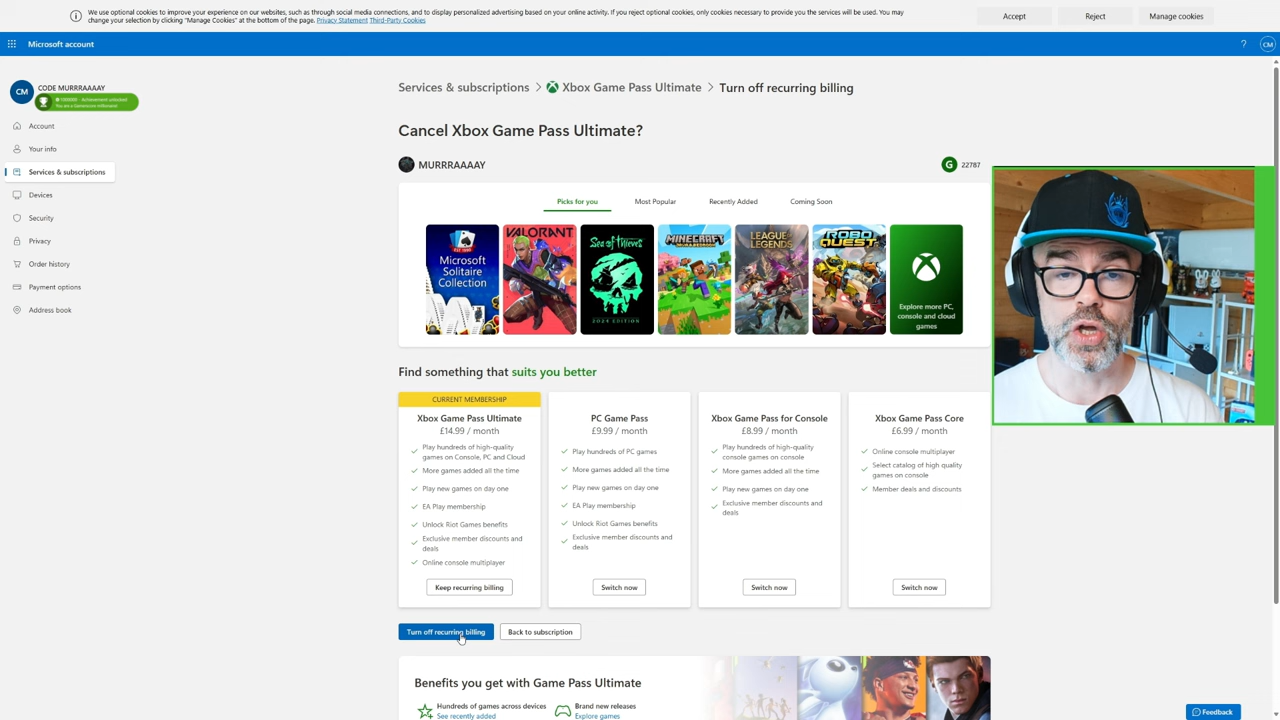 We use optional cookies to improve your experience on our websites, such as through social media connections, and to display personalized advertising based on your online activity. If you reject optional cookies, only cookies necessary to provide you the services will be used. You may
change your selection by clicking "Manage Cookies" at the bottom of the page. Privacy Statement Third-Party Cookies
Accept
Reject
Manage cookies
Microsoft account
?
CM
CM
CODE MURRRAAAAY
Achievement unlocked
You are a Gamerscore millionaire!
Account
Your info
Services & subscriptions
Devices
Security
Privacy
Order history
Payment options
Address book
Services & subscriptions > Xbox Game Pass Ultimate > Turn off recurring billing
Cancel Xbox Game Pass Ultimate?
MURRRAAAAY
G 22787
Picks for you
Most Popular
Recently Added
Coming Soon
Microsoft
Solitaire
Collection
VALORANT
Sea of Thieves
2024 EDITION
MINECRAFT
LEAGUE
LEGENDS
ROBO
QUEST
Explore more PC,
console and cloud
games
Find something that suits you better
CURRENT MEMBERSHIP
Xbox Game Pass Ultimate
£14.99 / month
Play hundreds of high-quality
games on Console, PC and Cloud
More games added all the time
Play new games on day one
EA Play membership
Unlock Riot Games benefits
Exclusive member discounts and
deals
Online console multiplayer
Keep recurring billing
PC Game Pass
£9.99 / month
Play hundreds of PC games
More games added all the time
Play new games on day one
EA Play membership
Unlock Riot Games benefits
Exclusive member discounts and
deals
Switch now
Xbox Game Pass for Console
£8.99 / month
Play hundreds of high-quality
console games on console
More games added all the time
Play new games on day one
Exclusive member discounts and
deals
Switch now
Xbox Game Pass Core
£6.99 / month
Online console multiplayer
Select catalog of high quality
games on console
Member deals and discounts
Switch now
Turn off recurring billing
Back to subscription
Benefits you get with Game Pass Ultimate
Hundreds of games across devices
See recently added
Brand new releases
Explore games
Feedback